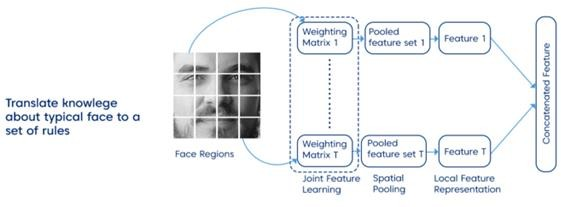 Translate knowlege
about typical face to a
set of rules
Face Regions
Weighting
Matrix 1
Pooled
feature set 1
Feature 1
Weighting
Matrix T
Pooled
feature set T
Feature T
Joint Feature
Learning
Spatial
Pooling
Local Feature
Representation
Concatenated Feature